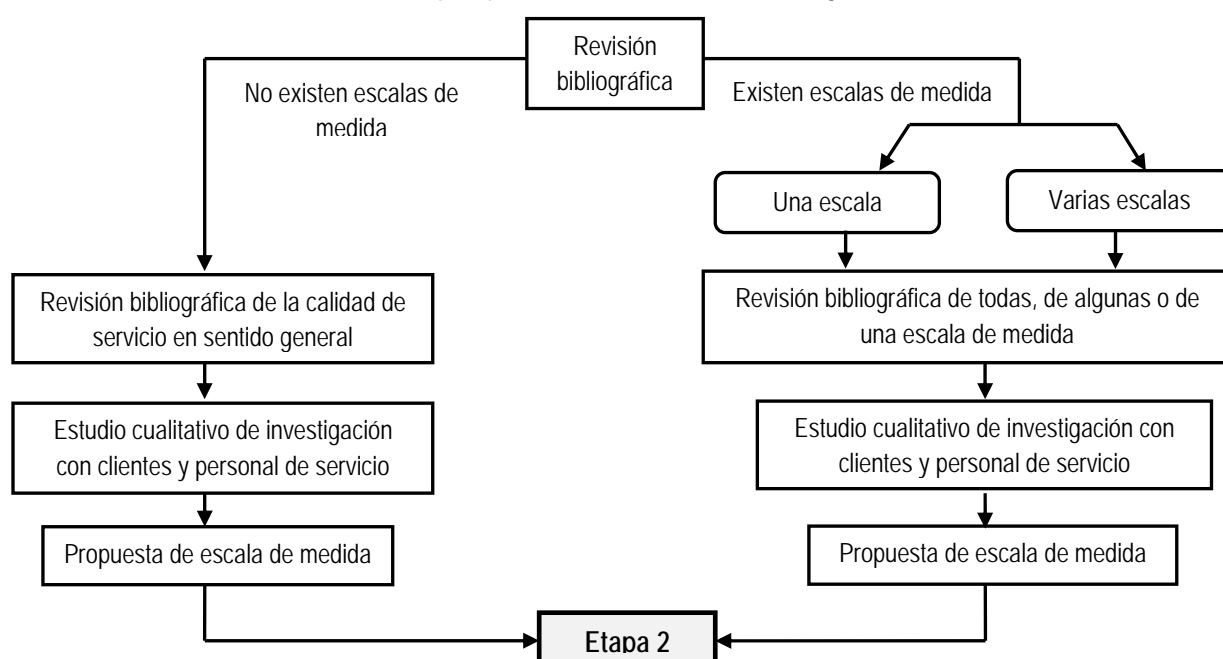 Revisión
bibliográfica
No existen escalas de
medida
Existen escalas de medida
Una escala
Varias escalas
Revisión bibliográfica de la calidad de
servicio en sentido general
Revisión bibliográfica de todas, de algunas o de
una escala de medida
Estudio cualitativo de investigación
con clientes y personal de servicio
Estudio cualitativo de investigación con
clientes y personal de servicio
Propuesta de escala de medida
Propuesta de escala de medida
Etapa 2